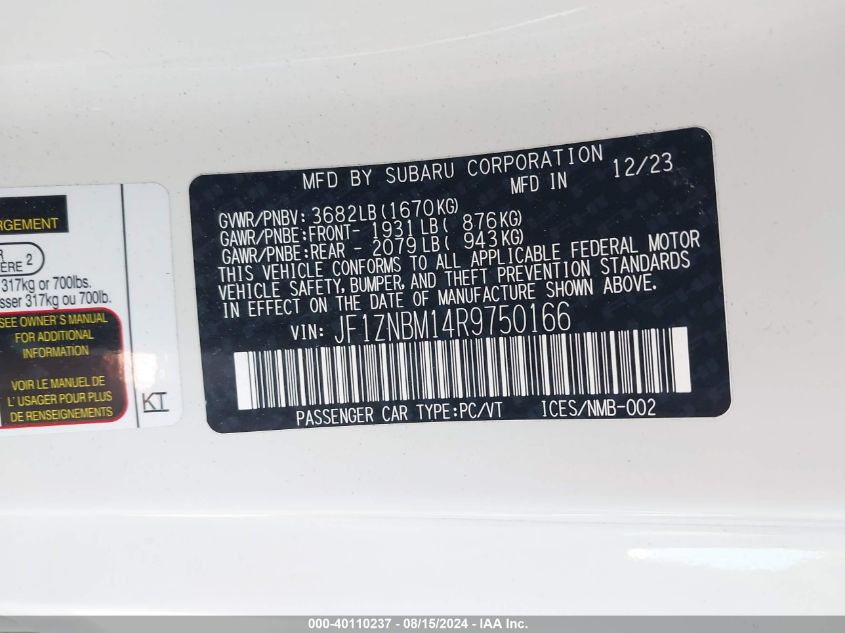 ARGEMENT
ÈRE 2
317kg or 700lbs.
sser 317kg ou 700lb.
SEE OWNER'S MANUAL
FOR ADDITIONAL
INFORMATION
VOIR LE MANUEL DE
L'USAGER POUR PLUS
DE RENSEIGNEMENTS
KT
MFD BY SUBARU CORPORATION
MFD IN 12/23
GVWR/PNBV: 3682LB(1670KG)
GAWR/PNBE:FRONT- 1931LB( 876KG)
GAWR/PNBE:REAR - 2079LB( 943KG)
THIS VEHICLE CONFORMS TO ALL APPLICABLE FEDERAL MOTOR
VEHICLE SAFETY, BUMPER, AND THEFT PREVENTION STANDARDS
IN EFFECT ON THE DATE OF MANUFACTURE SHOWN ABOVE.
VIN: JF1ZNBM14R9750166
PASSENGER CAR TYPE:PC/VT ICES/NMB-002
000-40110237 - 08/15/2024 - IAA Inc.